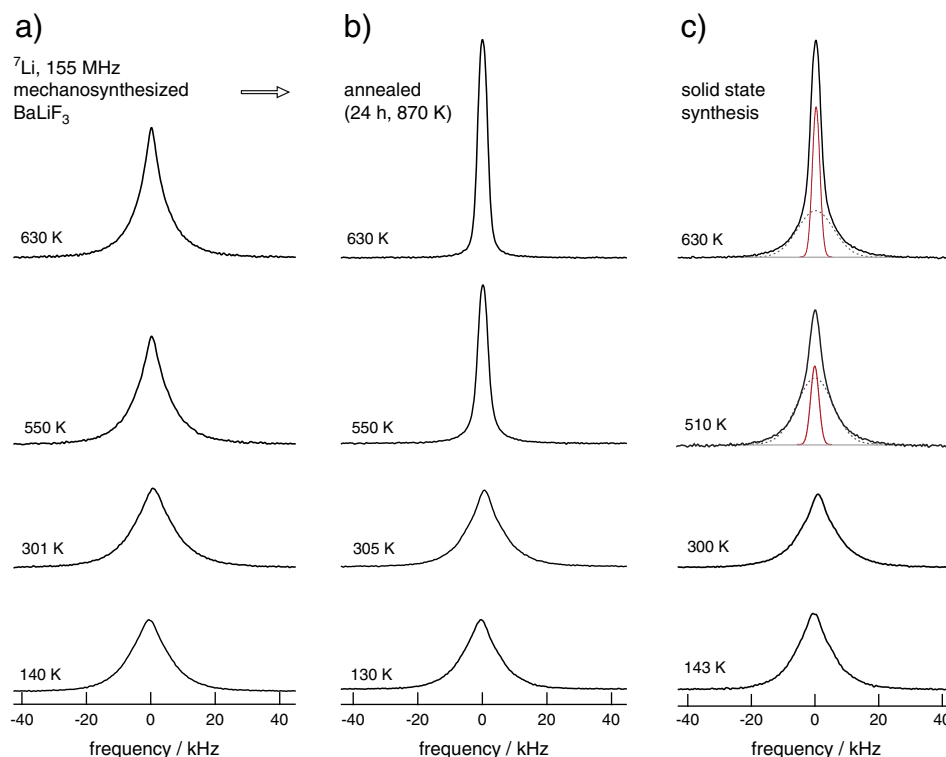 a)
⁷Li, 155 MHz
mechanosynthesized
BaLiF₃
630 K
550 K
301 K
140 K
-40 -20 0 20 40
frequency / kHz
b)
annealed
(24 h, 870 K)
630 K
550 K
305 K
130 K
-40 -20 0 20 40
frequency / kHz
c)
solid state
synthesis
630 K
510 K
300 K
143 K
-40 -20 0 20 40
frequency / kHz